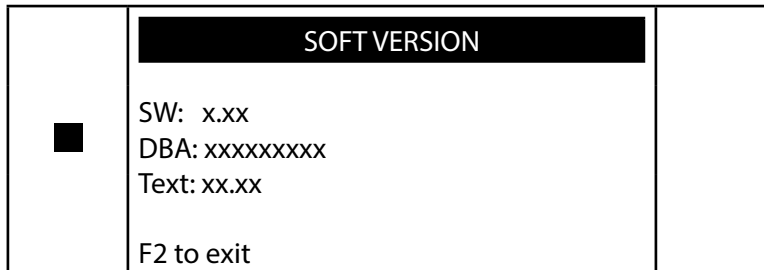 SOFT VERSION
SW: x.xx
DBA: xxxxxxxxx
Text: xx.xx
F2 to exit